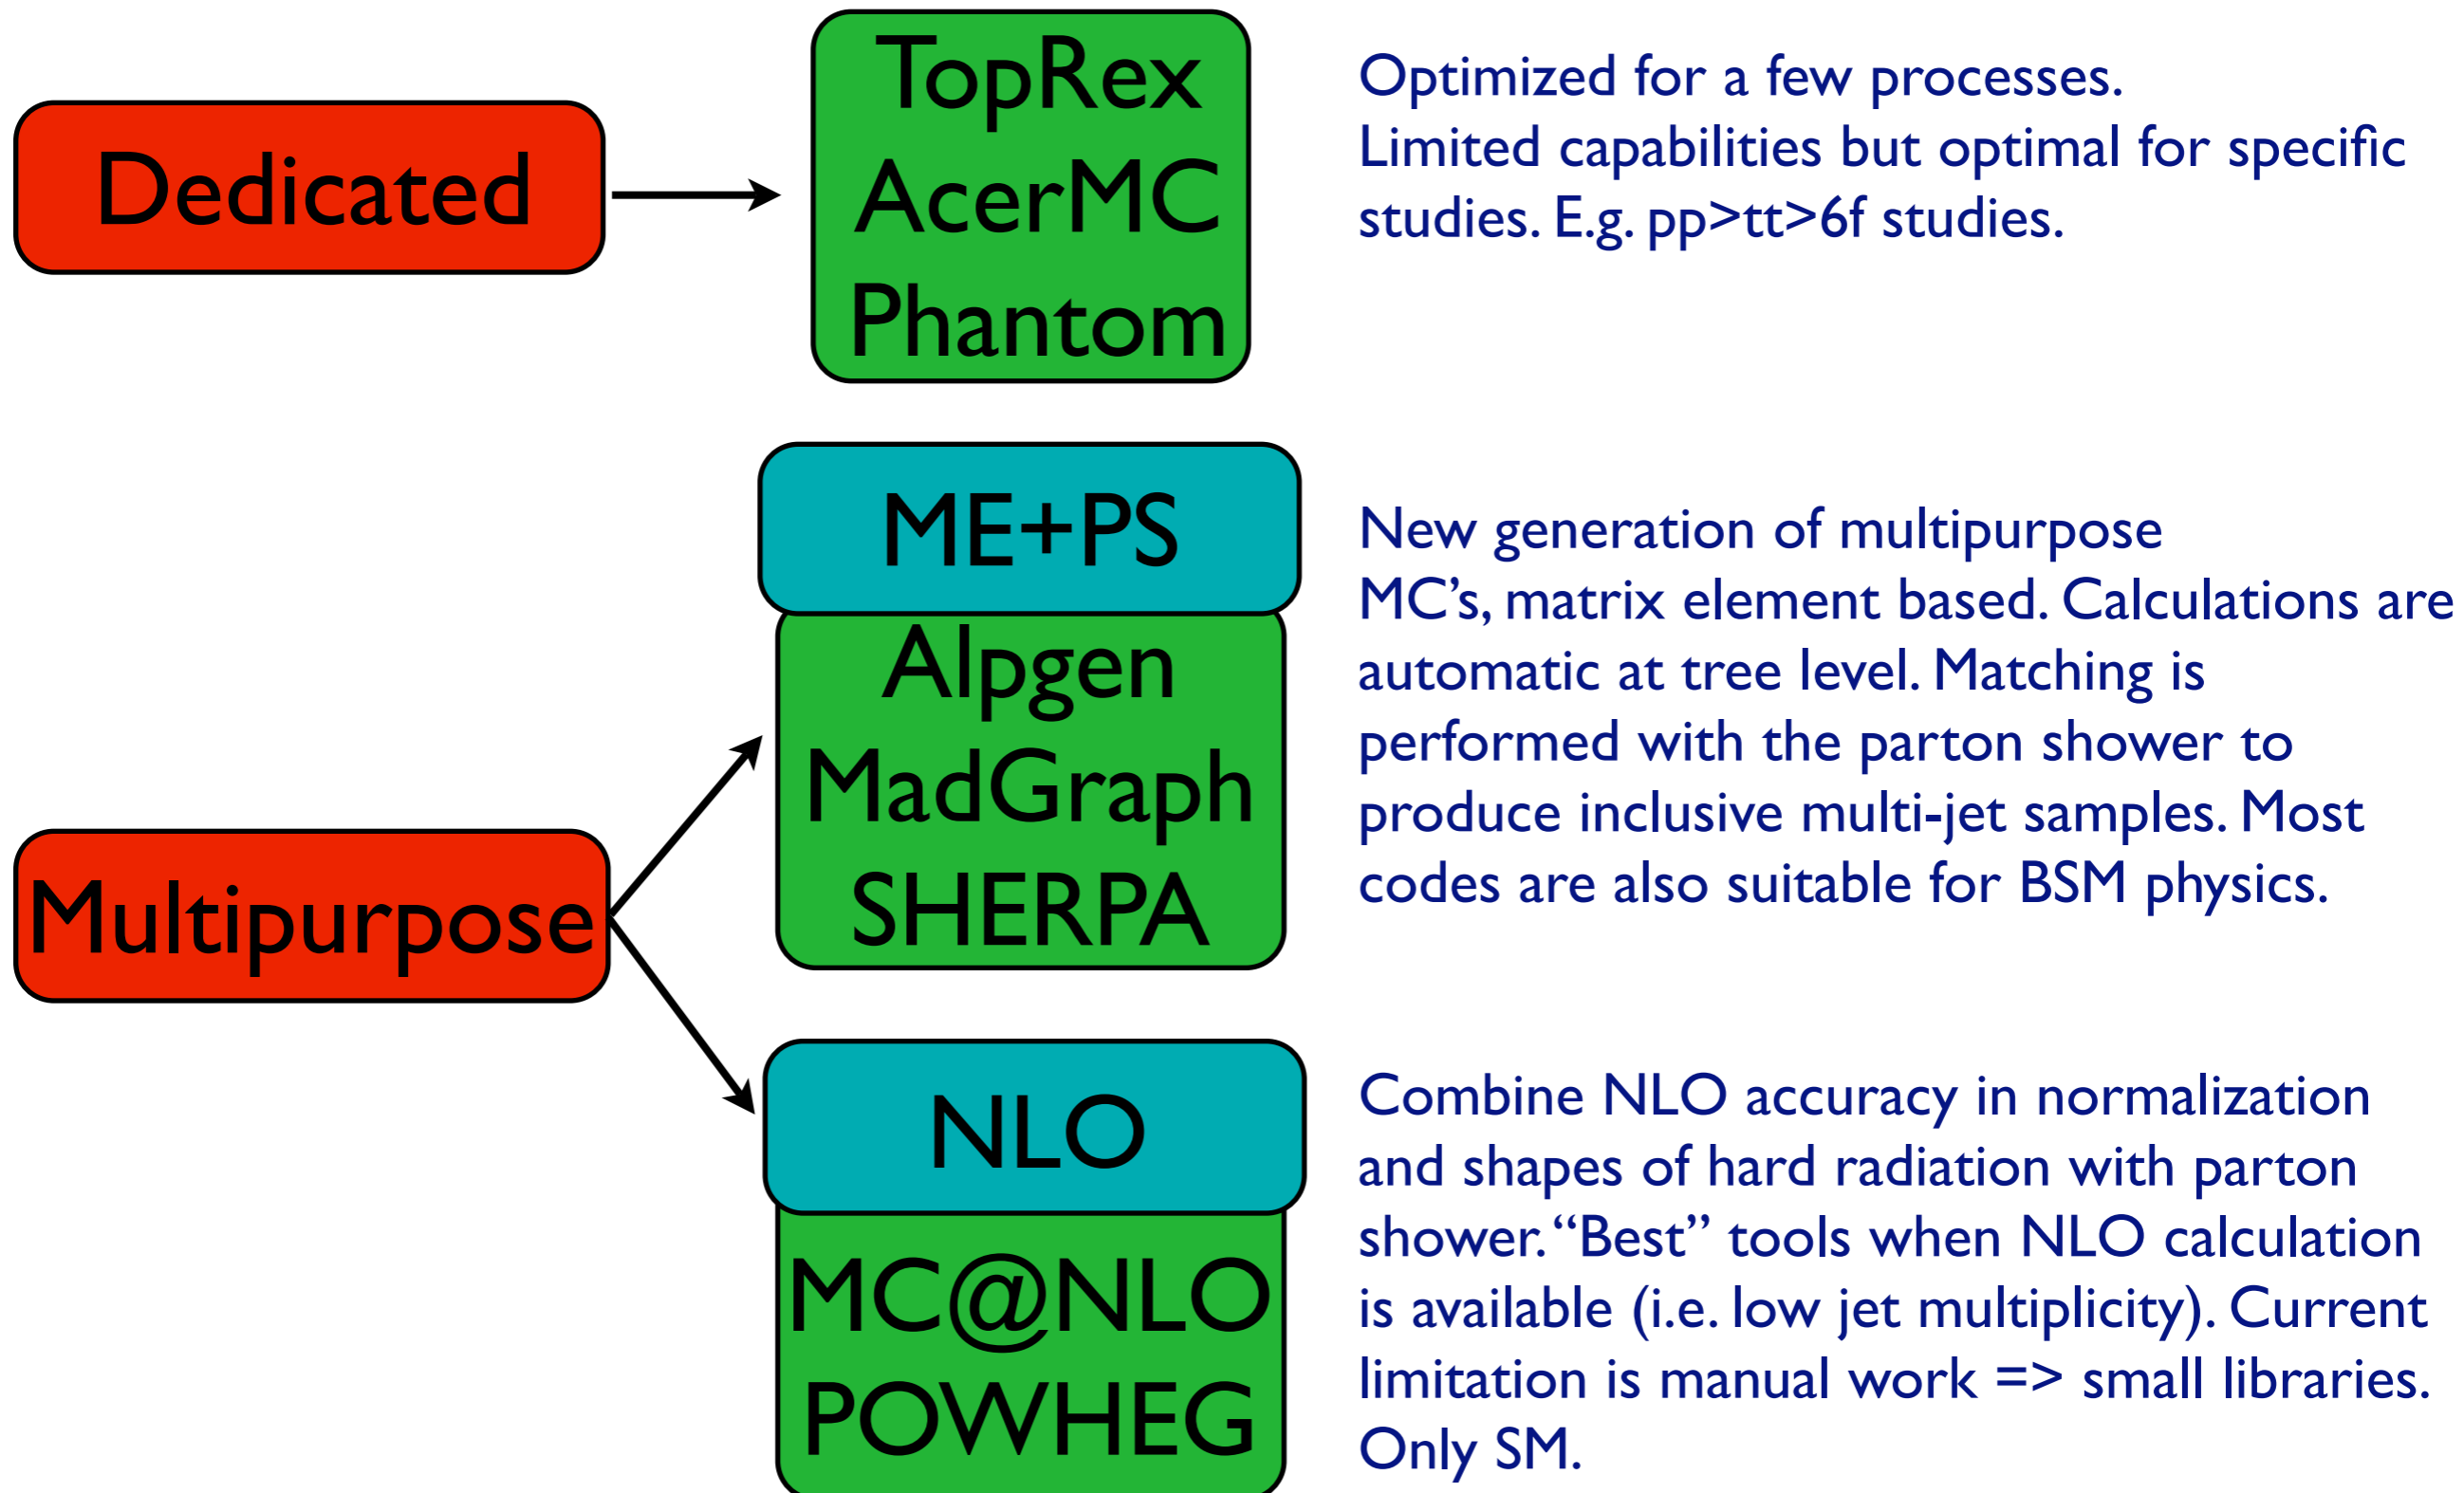 Dedicated
TopRex
AcerMC
Phantom
Optimized for a few processes.
Limited capabilities but optimal for specific
studies. E.g. pp>tt>6f studies.
Multipurpose
ME+PS
Alpgen
MadGraph
SHERPA
New generation of multipurpose
MC’s, matrix element based. Calculations are
automatic at tree level. Matching is
performed with the parton shower to
produce inclusive multi-jet samples. Most
codes are also suitable for BSM physics.
NLO
MC@NLO
POWHEG
Combine NLO accuracy in normalization
and shapes of hard radiation with parton
shower. “Best” tools when NLO calculation
is available (i.e. low jet multiplicity). Current
limitation is manual work => small libraries.
Only SM.